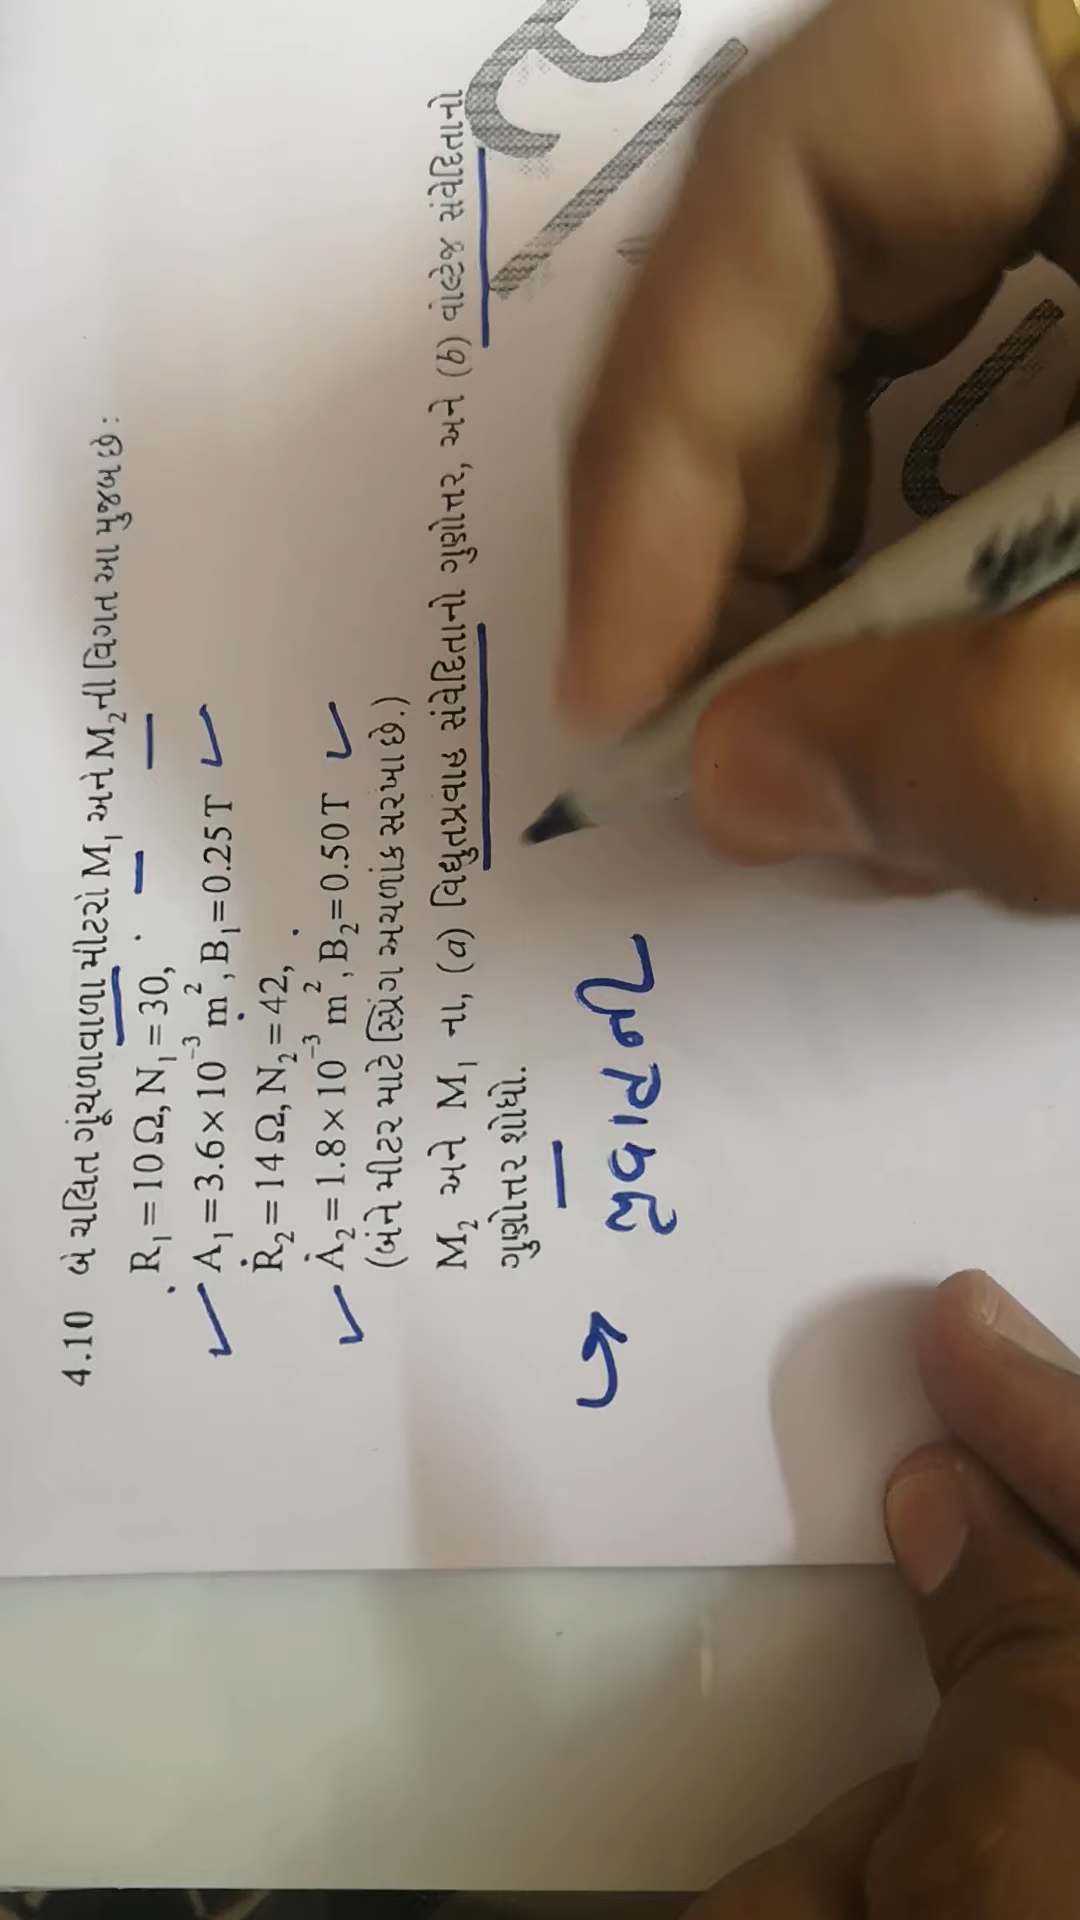 4.10 બે ચલિત ગૂંચળાવાળા મીટરો M₁ અને M₂ની વિગત આ મુજબ છે :
R₁ = 10 Ω, N₁ = 30,
A₁ = 3.6 × 10⁻³ m², B₁ = 0.25 T
R₂ = 14 Ω, N₂ = 42,
A₂ = 1.8 × 10⁻³ m², B₂ = 0.50 T
(બંને મીટર માટે સ્પ્રિંગ અચળાંક સરખા છે.)
M₂ અને M₁ ના, (a) વિદ્યુતપ્રવાહ સંવેદિતાનો ગુણોત્તર, અને (b) વોલ્ટેજ સંવેદિતાનો
ગુણોત્તર શોધો.